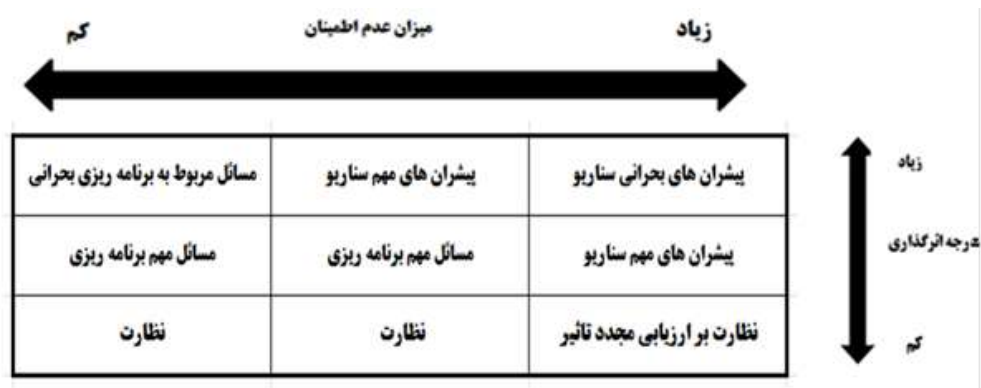 زیاد میزان عدم اطمینان کم
پیشران های بحرانی سناریو پیشران های مهم سناریو مسائل مربوط به برنامه ریزی بحرانی
پیشران های مهم سناریو مسائل مهم برنامه ریزی مسائل مهم برنامه ریزی
نظارت بر ارزیابی مجدد تاثیر نظارت نظارت
زیاد
درجه اثرگذاری
کم